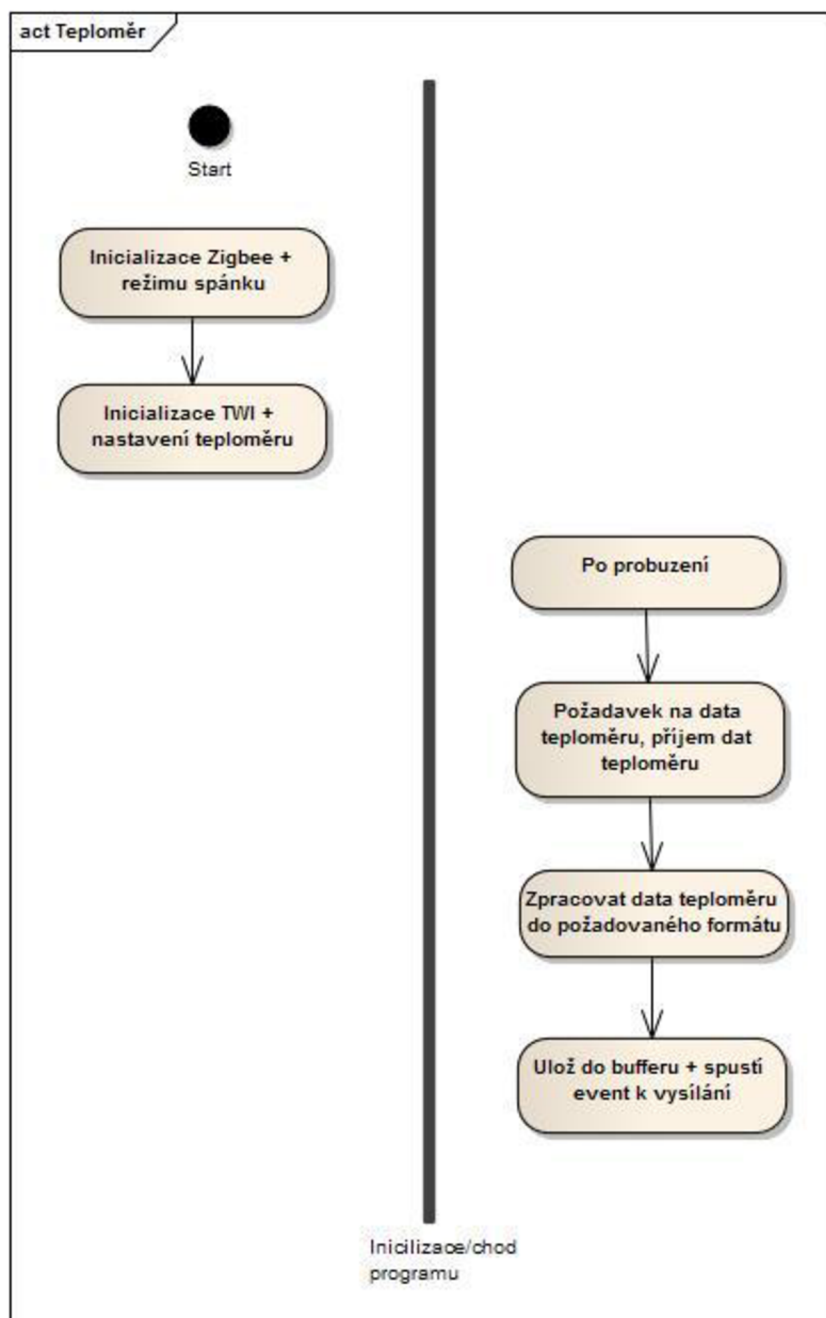 act Teploměr
Start
Inicializace Zigbee +
režimu spánku
Inicializace TWI +
nastavení teploměru
Po probuzení
Požadavek na data
teploměru, příjem dat
teploměru
Zpracovat data teploměru
do požadovaného formátu
Ulož do bufferu + spustí
event k vysílání
Inicilizace/chod
programu